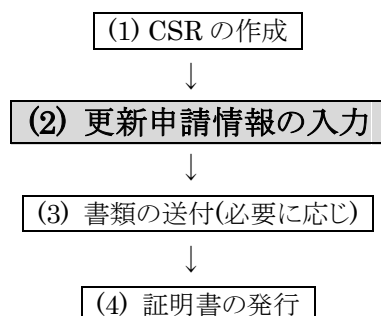 (1) CSR の作成
↓
(2) 更新申請情報の入力
↓
(3) 書類の送付(必要に応じ)
↓
(4) 証明書の発行